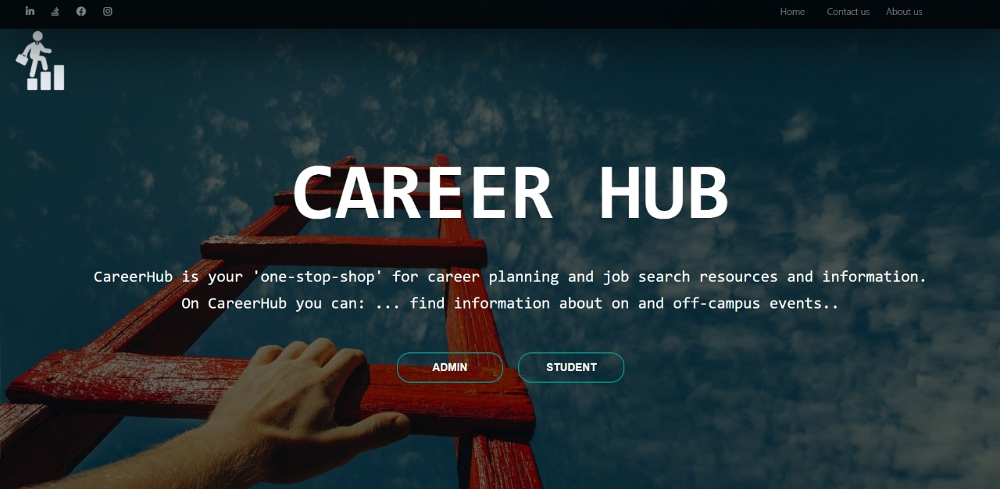 Home Contact us About us
CAREER HUB
CareerHub is your 'one-stop-shop' for career planning and job search resources and information.
On CareerHub you can: ... find information about on and off-campus events..
ADMIN STUDENT